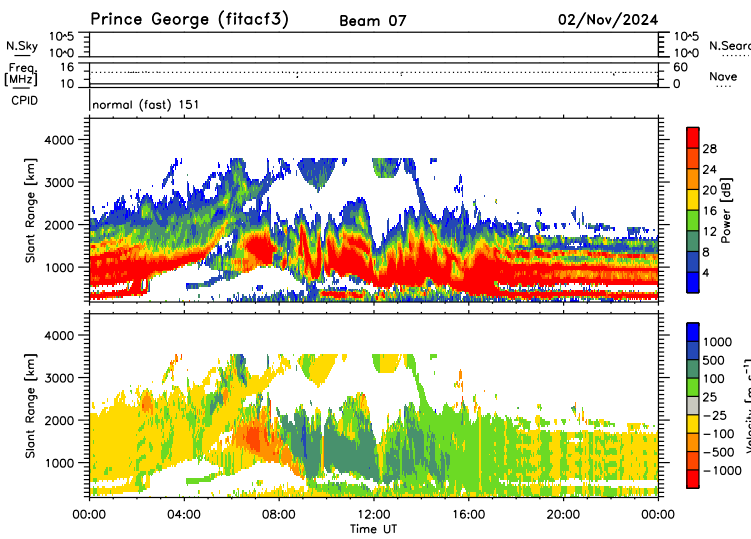 Prince George (fitacf3) Beam 07 02/Nov/2024
N.Sky 10^5 10^0 10^5 10^0 N.Sear
Freq. [MHz] 16 10 60 0 Nave
CPID normal (fast) 151
Slant Range [km] 4000 3000 2000 1000
28 24 20 16 12 8 4 Power [dB]
Slant Range [km] 4000 3000 2000 1000
1000 500 100 25 -25 -100 -500 -1000 Velocity [m s⁻¹]
00:00 04:00 08:00 12:00 16:00 20:00 00:00
Time UT